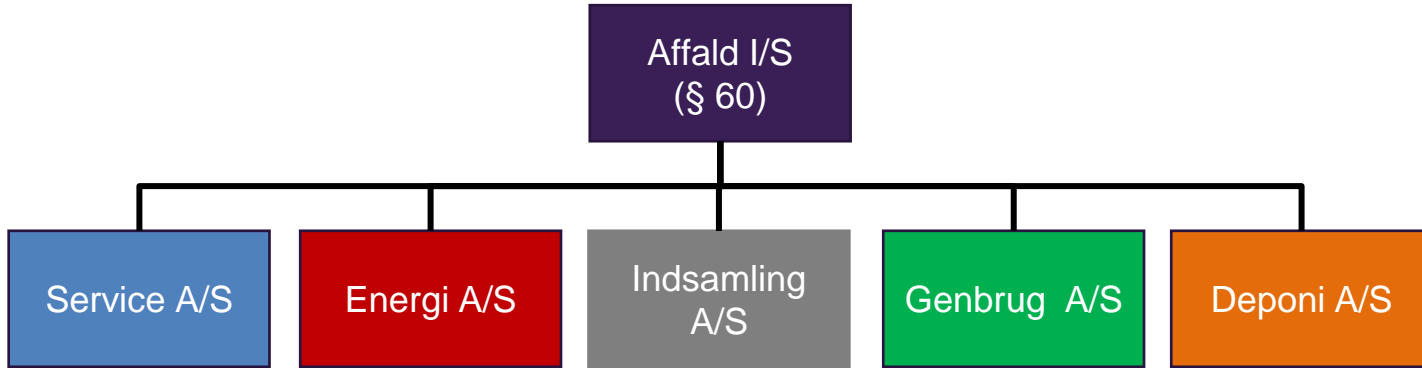 Affald I/S
(§ 60)
Service A/S
Energi A/S
Indsamling
A/S
Genbrug A/S
Deponi A/S